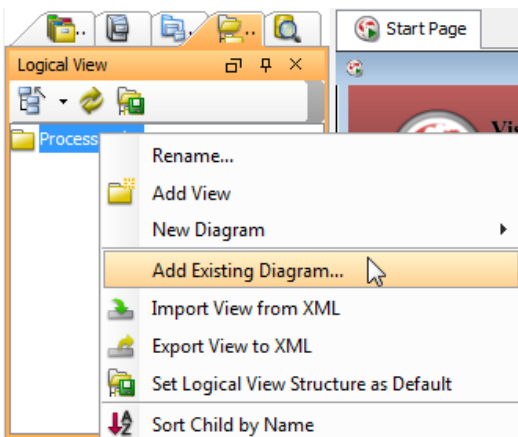 Start Page
Logical View
Process
Rename...
Add View
New Diagram
Add Existing Diagram...
Import View from XML
Export View to XML
Set Logical View Structure as Default
Sort Child by Name